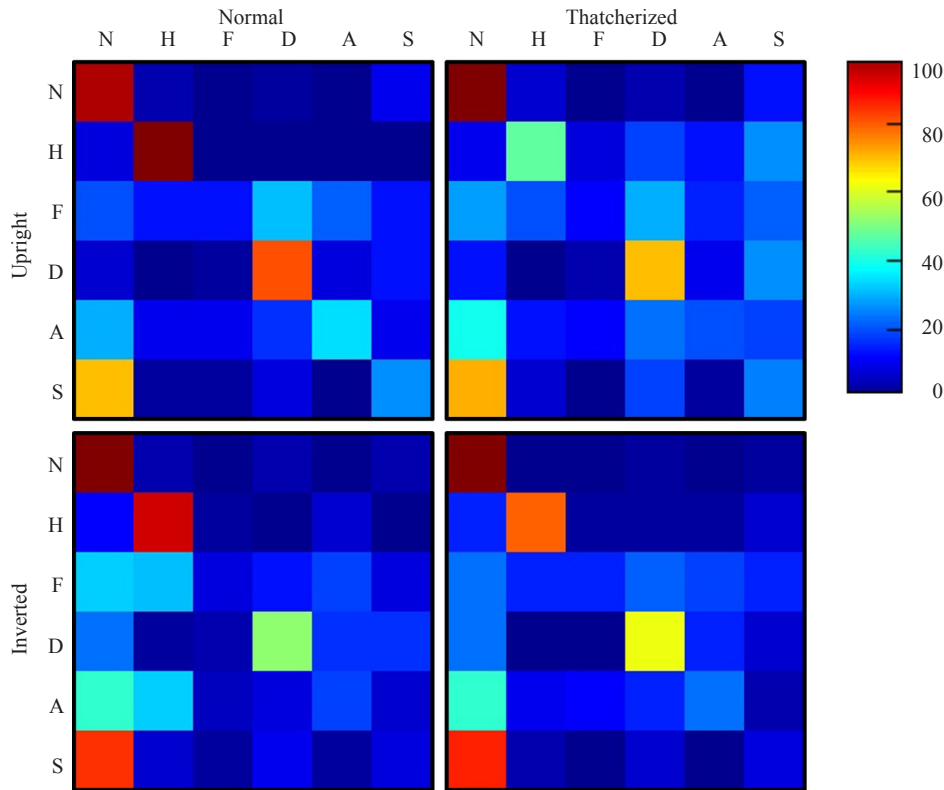 Normal Thatcherized
N H F D A S N H F D A S
Upright
N
H
F
D
A
S
100
80
60
40
20
0
Inverted
N
H
F
D
A
S